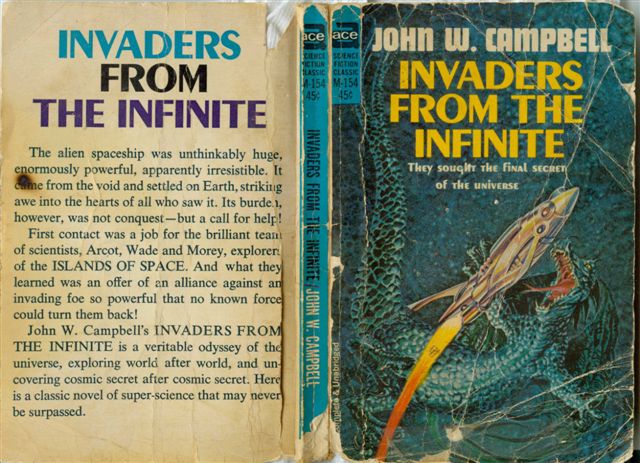 INVADERS
FROM
THE INFINITE
The alien spaceship was unthinkably huge,
enormously powerful, apparently irresistible. It
came from the void and settled on Earth, striking
awe into the hearts of all who saw it. Its burden,
however, was not conquest—but a call for help!
First contact was a job for the brilliant team
of scientists, Arcot, Wade and Morey, explorers
of the ISLANDS OF SPACE. And what they
learned was an offer of an alliance against an
invading foe so powerful that no known force
could turn them back!
John W. Campbell's INVADERS FROM
THE INFINITE is a veritable odyssey of the
universe, exploring world after world, and un-
covering cosmic secret after cosmic secret. Here
is a classic novel of super-science that may never
be surpassed.
ace
SCIENCE
FICTION
CLASSIC
M-154
45¢
INVADERS FROM THE INFINITE JOHN W. CAMPBELL
ace
SCIENCE
FICTION
CLASSIC
M-154
45¢
JOHN W. CAMPBELL
INVADERS
FROM THE
INFINITE
They sought the final secret
of the universe
Complete & Unabridged